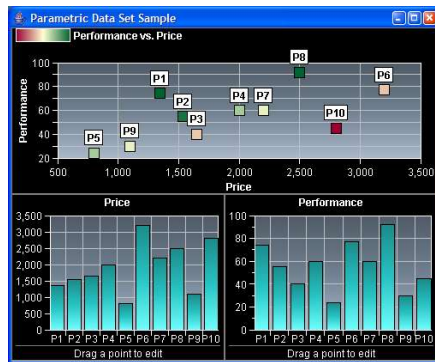 Parametric Data Set Sample
Performance vs. Price
Performance
100
80
60
40
20
P1
P2
P3
P4
P5
P6
P7
P8
P9
P10
500
1,000
1,500
2,000
2,500
3,000
3,500
Price
Price
3,500
3,000
2,500
2,000
1,500
1,000
500
0
P1 P2 P3 P4 P5 P6 P7 P8 P9 P10
Drag a point to edit
Performance
100
80
60
40
20
0
P1 P2 P3 P4 P5 P6 P7 P8 P9 P10
Drag a point to edit